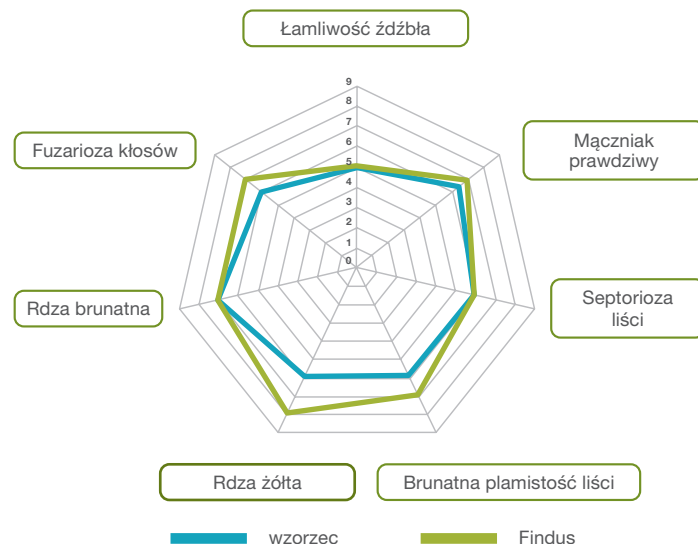 Łamliwość źdźbła
9
8
7
6
5
4
3
2
1
0
Fuzarioza kłosów
Mączniak
prawdziwy
Rdza brunatna
Septorioza
liści
Rdza żółta
Brunatna plamistość liści
wzorzec
Findus